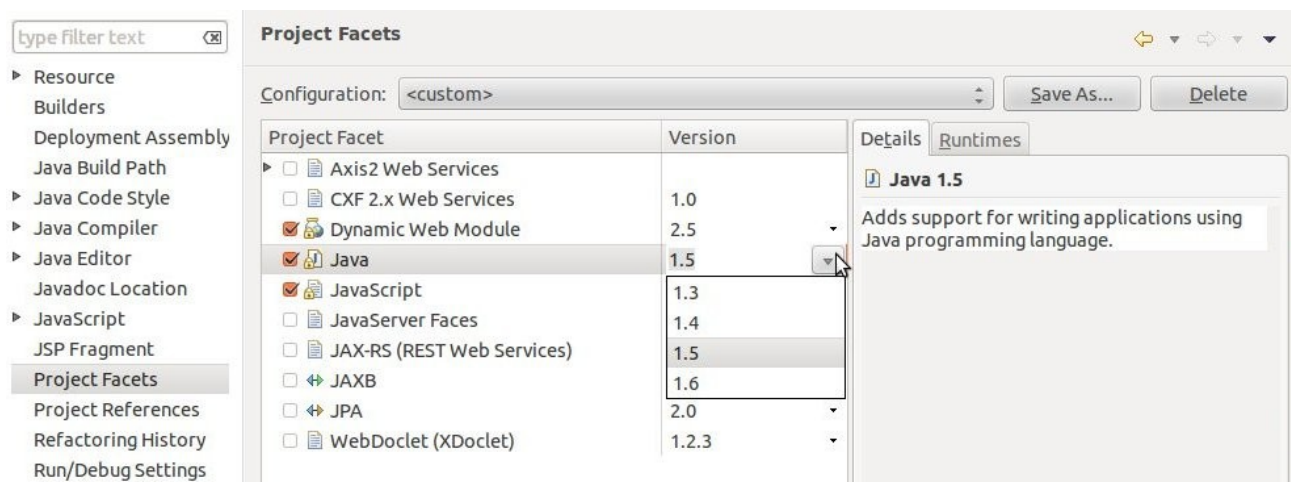 type filter text
Resource
Builders
Deployment Assembly
Java Build Path
Java Code Style
Java Compiler
Java Editor
Javadoc Location
JavaScript
JSP Fragment
Project Facets
Project References
Refactoring History
Run/Debug Settings
Project Facets
Configuration: <custom> Save As... Delete
Project Facet Version
Axis2 Web Services
CXF 2.x Web Services 1.0
Dynamic Web Module 2.5
Java 1.5
JavaScript 1.3
JavaServer Faces 1.4
JAX-RS (REST Web Services) 1.5
JAXB 1.6
JPA 2.0
WebDoclet (XDoclet) 1.2.3
Details Runtimes
J Java 1.5
Adds support for writing applications using
Java programming language.